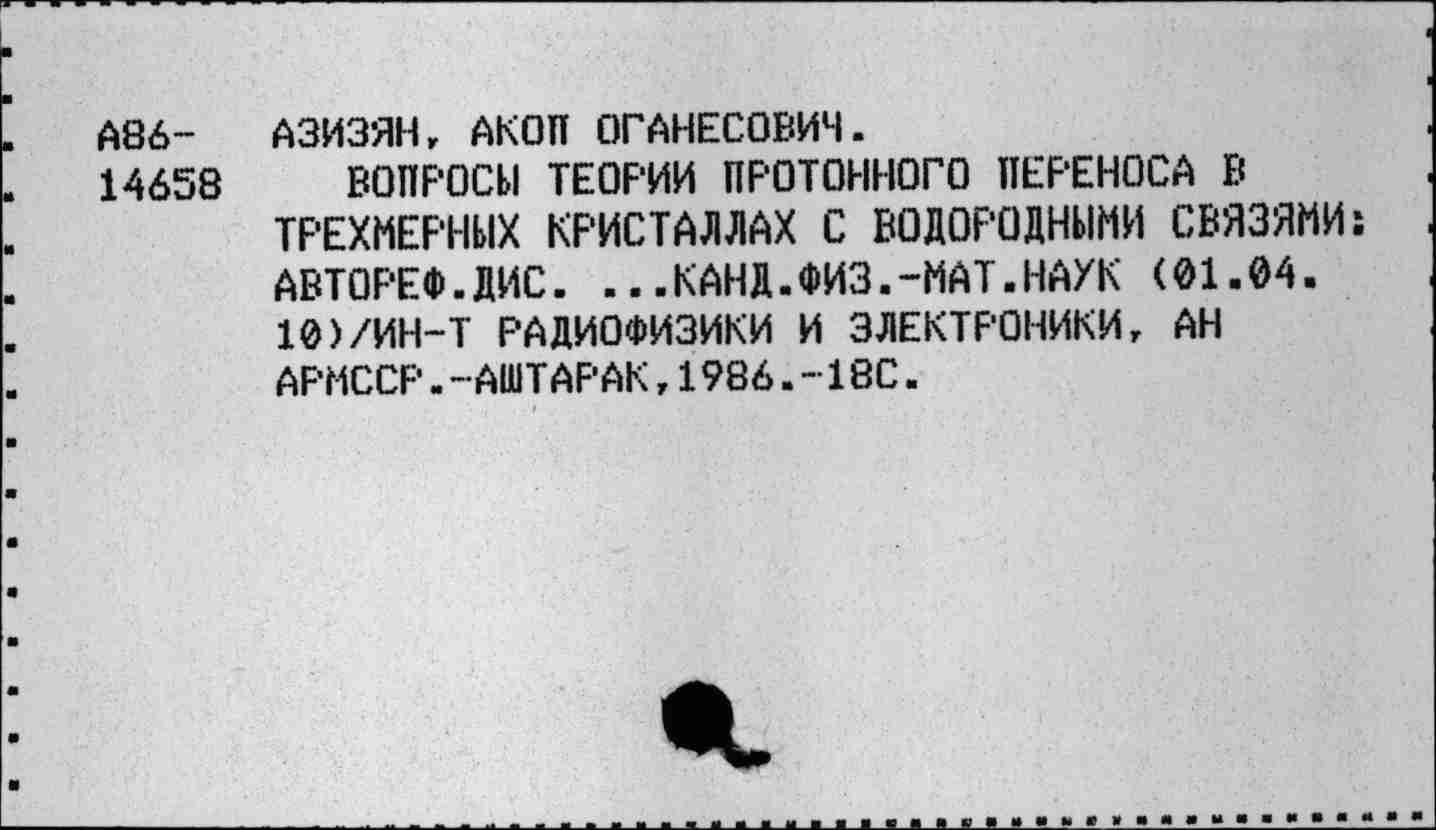 А86- АЗИЗЯН, АКОП ОГАНЕСОВИЧ.
14658 ВОПРОСЫ ТЕОРИИ ПРОТОННОГО ПЕРЕНОСА В
ТРЕХМЕРНЫХ КРИСТАЛЛАХ С ВОДОРОДНЫМИ СВЯЗЯМИ:
АВТОРЕФ.ДИС. ...КАНД.ФИЗ.-МАТ.НАУК (01.04.
10)/ИН-Т РАДИОФИЗИКИ И ЭЛЕКТРОНИКИ, АН
АРМССР.-АШТАРАК,1986.-18С.